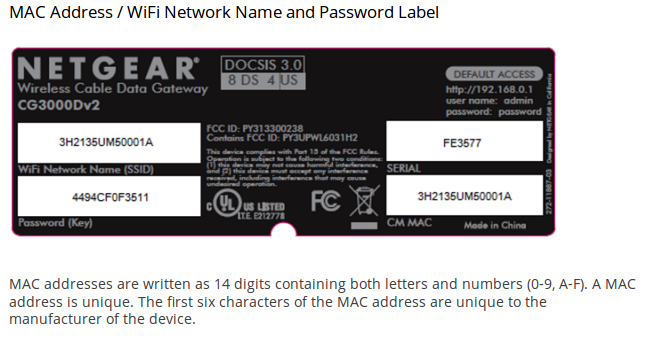 MAC Address / WiFi Network Name and Password Label
NETGEAR®
DOCSIS 3.0
8 DS 4 US
Wireless Cable Data Gateway
CG3000Dv2
DEFAULT ACCESS
http://192.168.0.1
user name: admin
password: password
3H2135UM50001A
WiFi Network Name (SSID)
4494CF0F3511
Password (Key)
FCC ID: PY313300238
Contains FCC ID: PY3UPWL6031H2
This device complies with Part 15 of the FCC Rules.
Operation is subject to the following two conditions:
(1) this device may not cause harmful interference,
and (2) this device must accept any interference
received, including interference that may cause
undesired operation.
C UL US LISTED
I.T.E. E212778
FC
FE3577
SERIAL
3H2135UM50001A
CM MAC
Made in China
272-11887-03 Designed by NETGEAR in California
MAC addresses are written as 14 digits containing both letters and numbers (0-9, A-F). A MAC
address is unique. The first six characters of the MAC address are unique to the
manufacturer of the device.